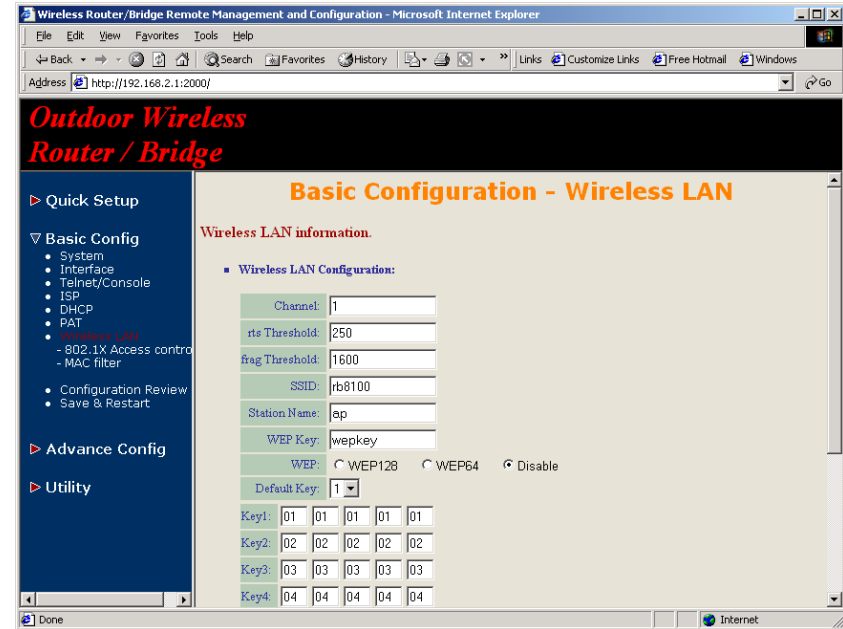 Wireless Router/Bridge Remote Management and Configuration - Microsoft Internet Explorer
File Edit View Favorites Tools Help
Back Search Favorites History » Links Customize Links Free Hotmail Windows
Address http://192.168.2.1:2000/ Go
Outdoor Wireless
Router / Bridge
Quick Setup
Basic Config
System
Interface
Telnet/Console
ISP
DHCP
PAT
Wireless LAN
- 802.1X Access contro
- MAC filter
Configuration Review
Save & Restart
Advance Config
Utility
Basic Configuration - Wireless LAN
Wireless LAN information.
Wireless LAN Configuration:
Channel: 1
rts Threshold: 250
frag Threshold: 1600
SSID: rb8100
Station Name: ap
WEP Key: wepkey
WEP: WEP128 WEP64 Disable
Default Key: 1
Key1: 01 01 01 01 01
Key2: 02 02 02 02 02
Key3: 03 03 03 03 03
Key4: 04 04 04 04 04
Done Internet